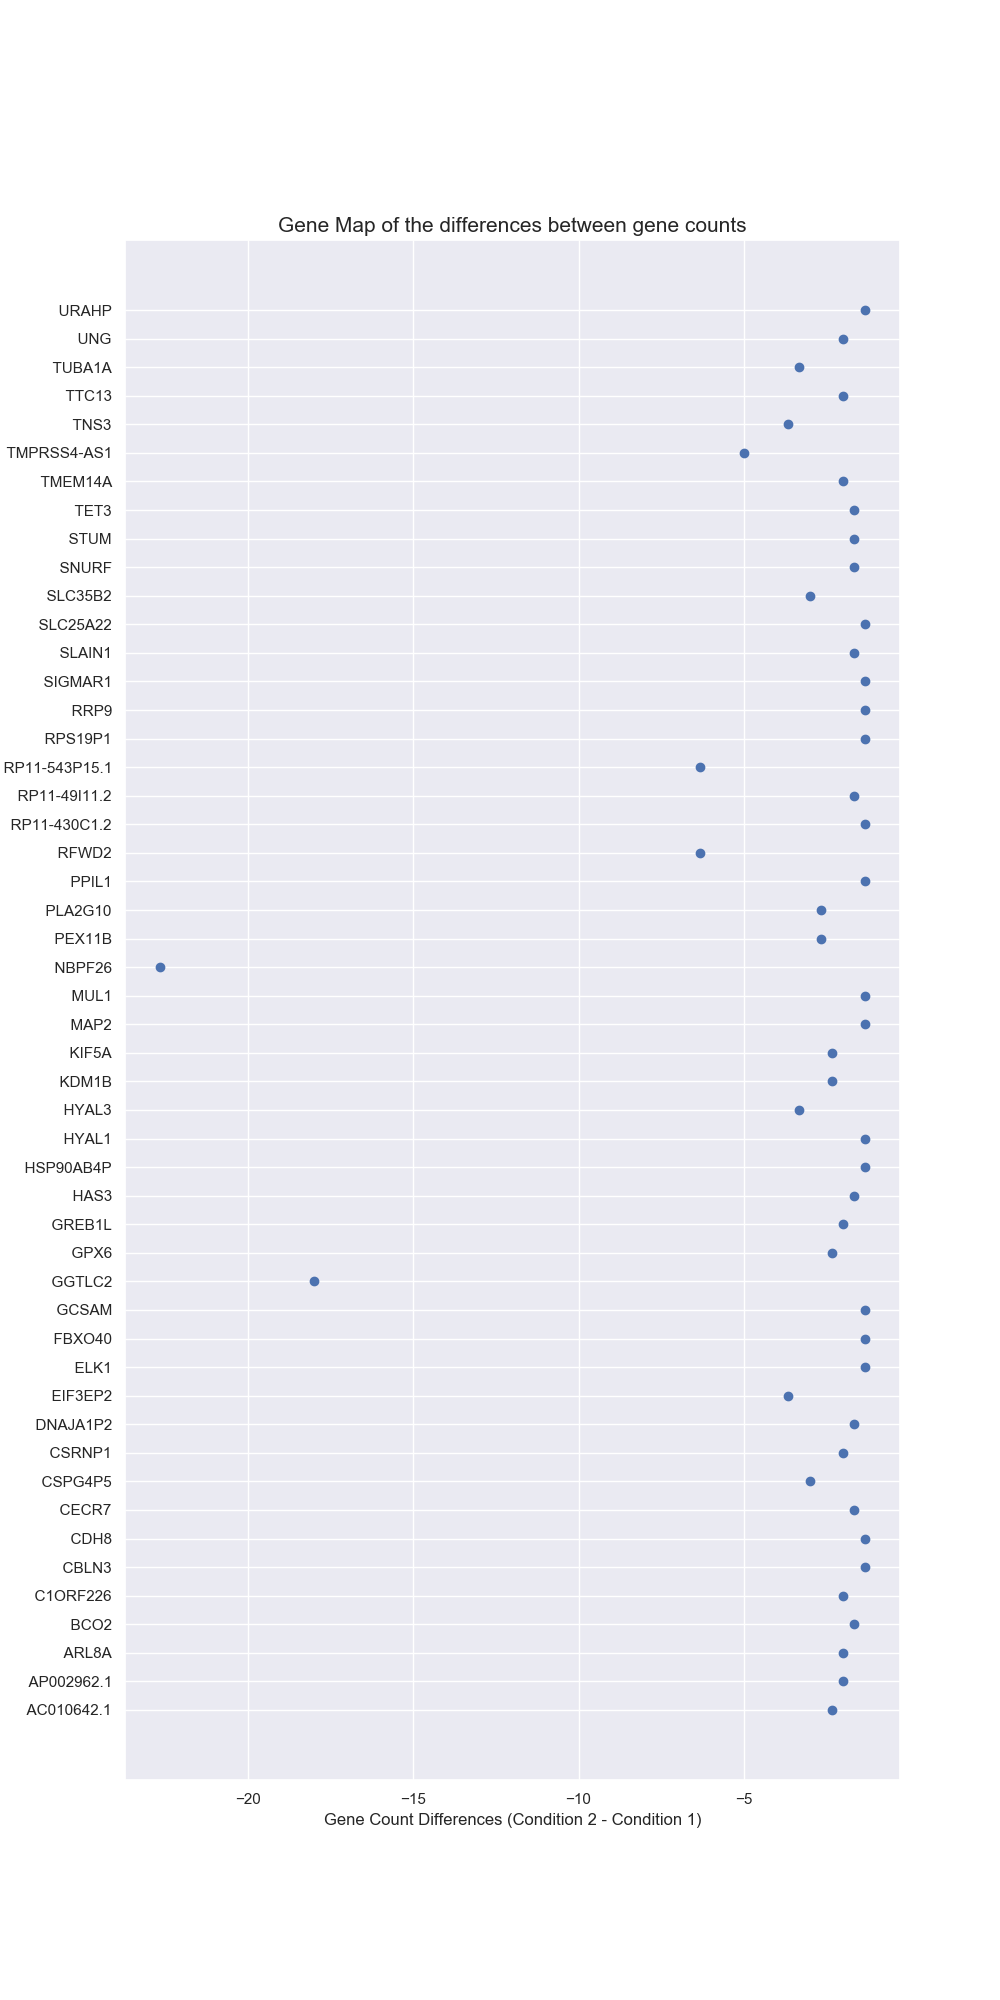 Gene Map of the differences between gene counts
URAHP
UNG
TUBA1A
TTC13
TNS3
TMPRSS4-AS1
TMEM14A
TET3
STUM
SNURF
SLC35B2
SLC25A22
SLAIN1
SIGMAR1
RRP9
RPS19P1
RP11-543P15.1
RP11-49I11.2
RP11-430C1.2
RFWD2
PPIL1
PLA2G10
PEX11B
NBPF26
MUL1
MAP2
KIF5A
KDM1B
HYAL3
HYAL1
HSP90AB4P
HAS3
GREB1L
GPX6
GGTLC2
GCSAM
FBXO40
ELK1
EIF3EP2
DNAJA1P2
CSRNP1
CSPG4P5
CECR7
CDH8
CBLN3
C1ORF226
BCO2
ARL8A
AP002962.1
AC010642.1
−20 −15 −10 −5
Gene Count Differences (Condition 2 - Condition 1)